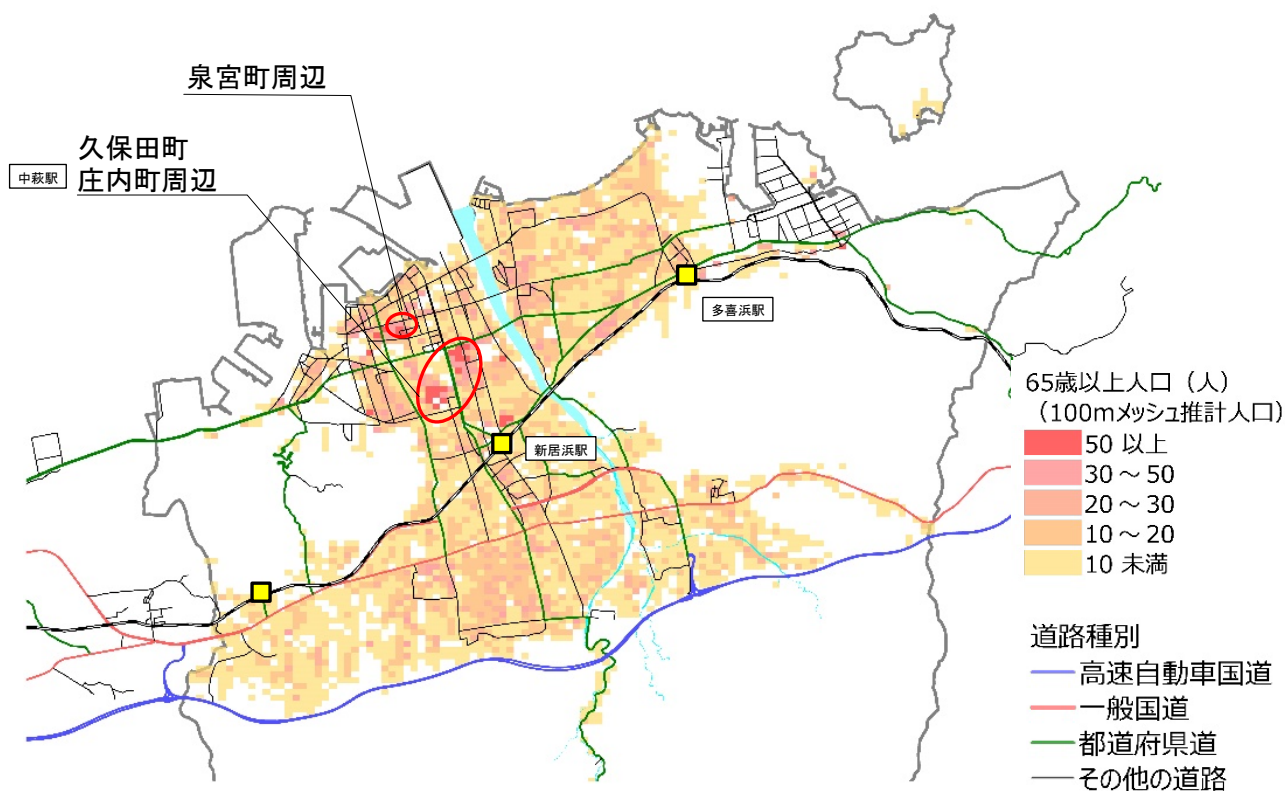 泉宮町周辺
久保田町
庄内町周辺
中萩駅
多喜浜駅
新居浜駅
65歳以上人口（人）
（100mメッシュ推計人口）
50 以上
30 ～ 50
20 ～ 30
10 ～ 20
10 未満
道路種別
高速自動車国道
一般国道
都道府県道
その他の道路